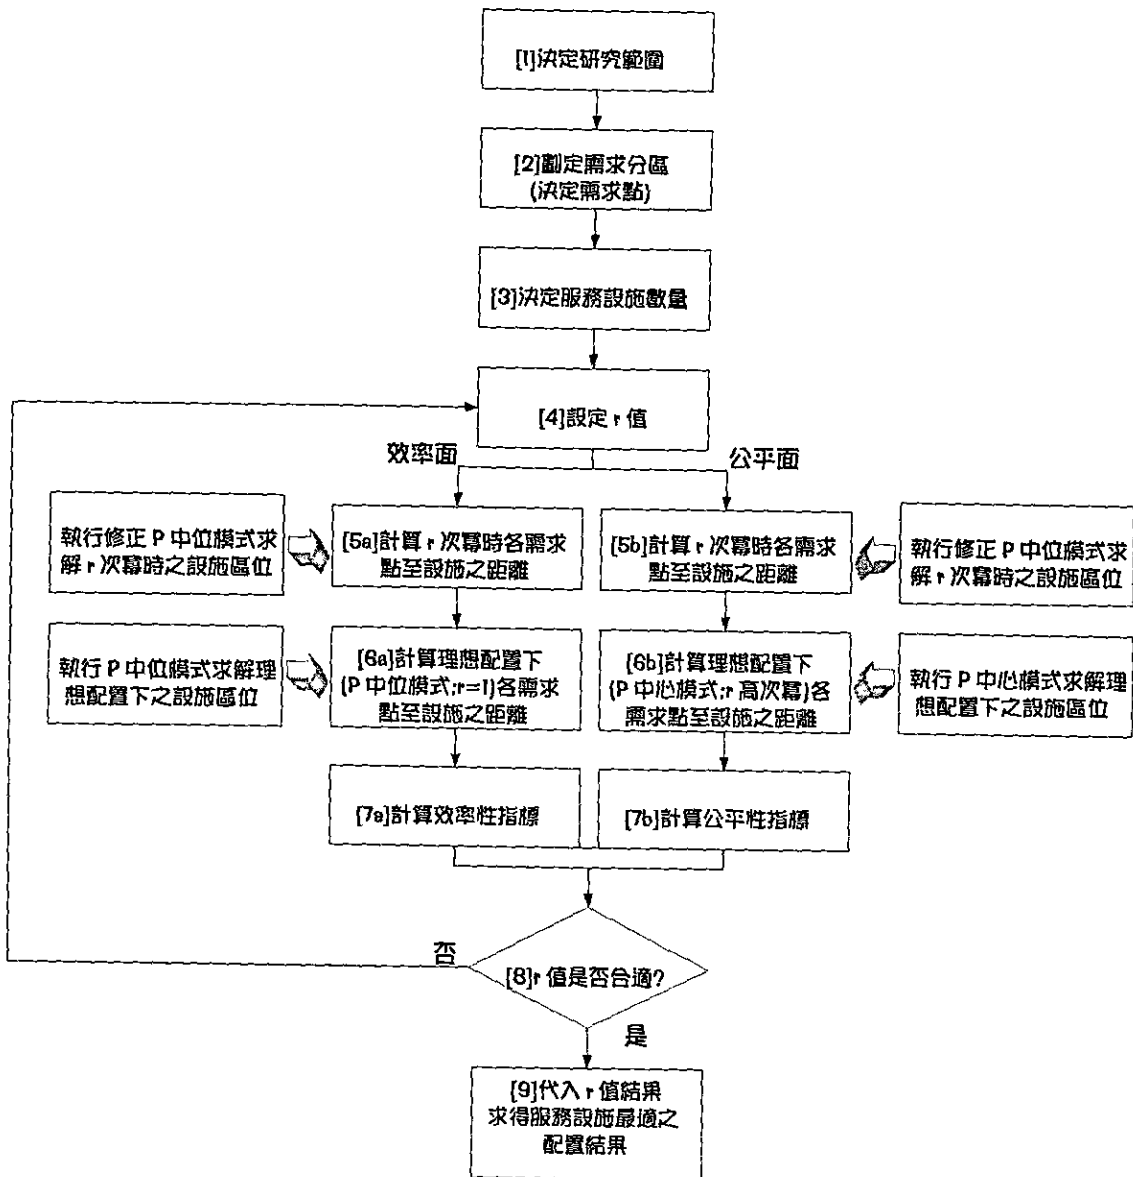 [1]決定研究範圍
[2]劃定需求分區
(決定需求點)
[3]決定服務設施數量
[4]設定 r 值
效率面
公平面
執行修正 P 中位模式求
解 r 次冪時之設施區位
[5a]計算 r 次冪時各需求
點至設施之距離
[5b]計算 r 次冪時各需求
點至設施之距離
執行修正 P 中位模式求
解 r 次冪時之設施區位
執行 P 中位模式求解理
想配置下之設施區位
[6a]計算理想配置下
(P 中位模式;r=1)各需求
點至設施之距離
[6b]計算理想配置下
(P 中心模式;r 高次冪)各
需求點至設施之距離
執行 P 中心模式求解理
想配置下之設施區位
[7a]計算效率性指標
[7b]計算公平性指標
否
[8]r 值是否合適?
是
[9]代入 r 值結果
求得服務設施最適之
配置結果